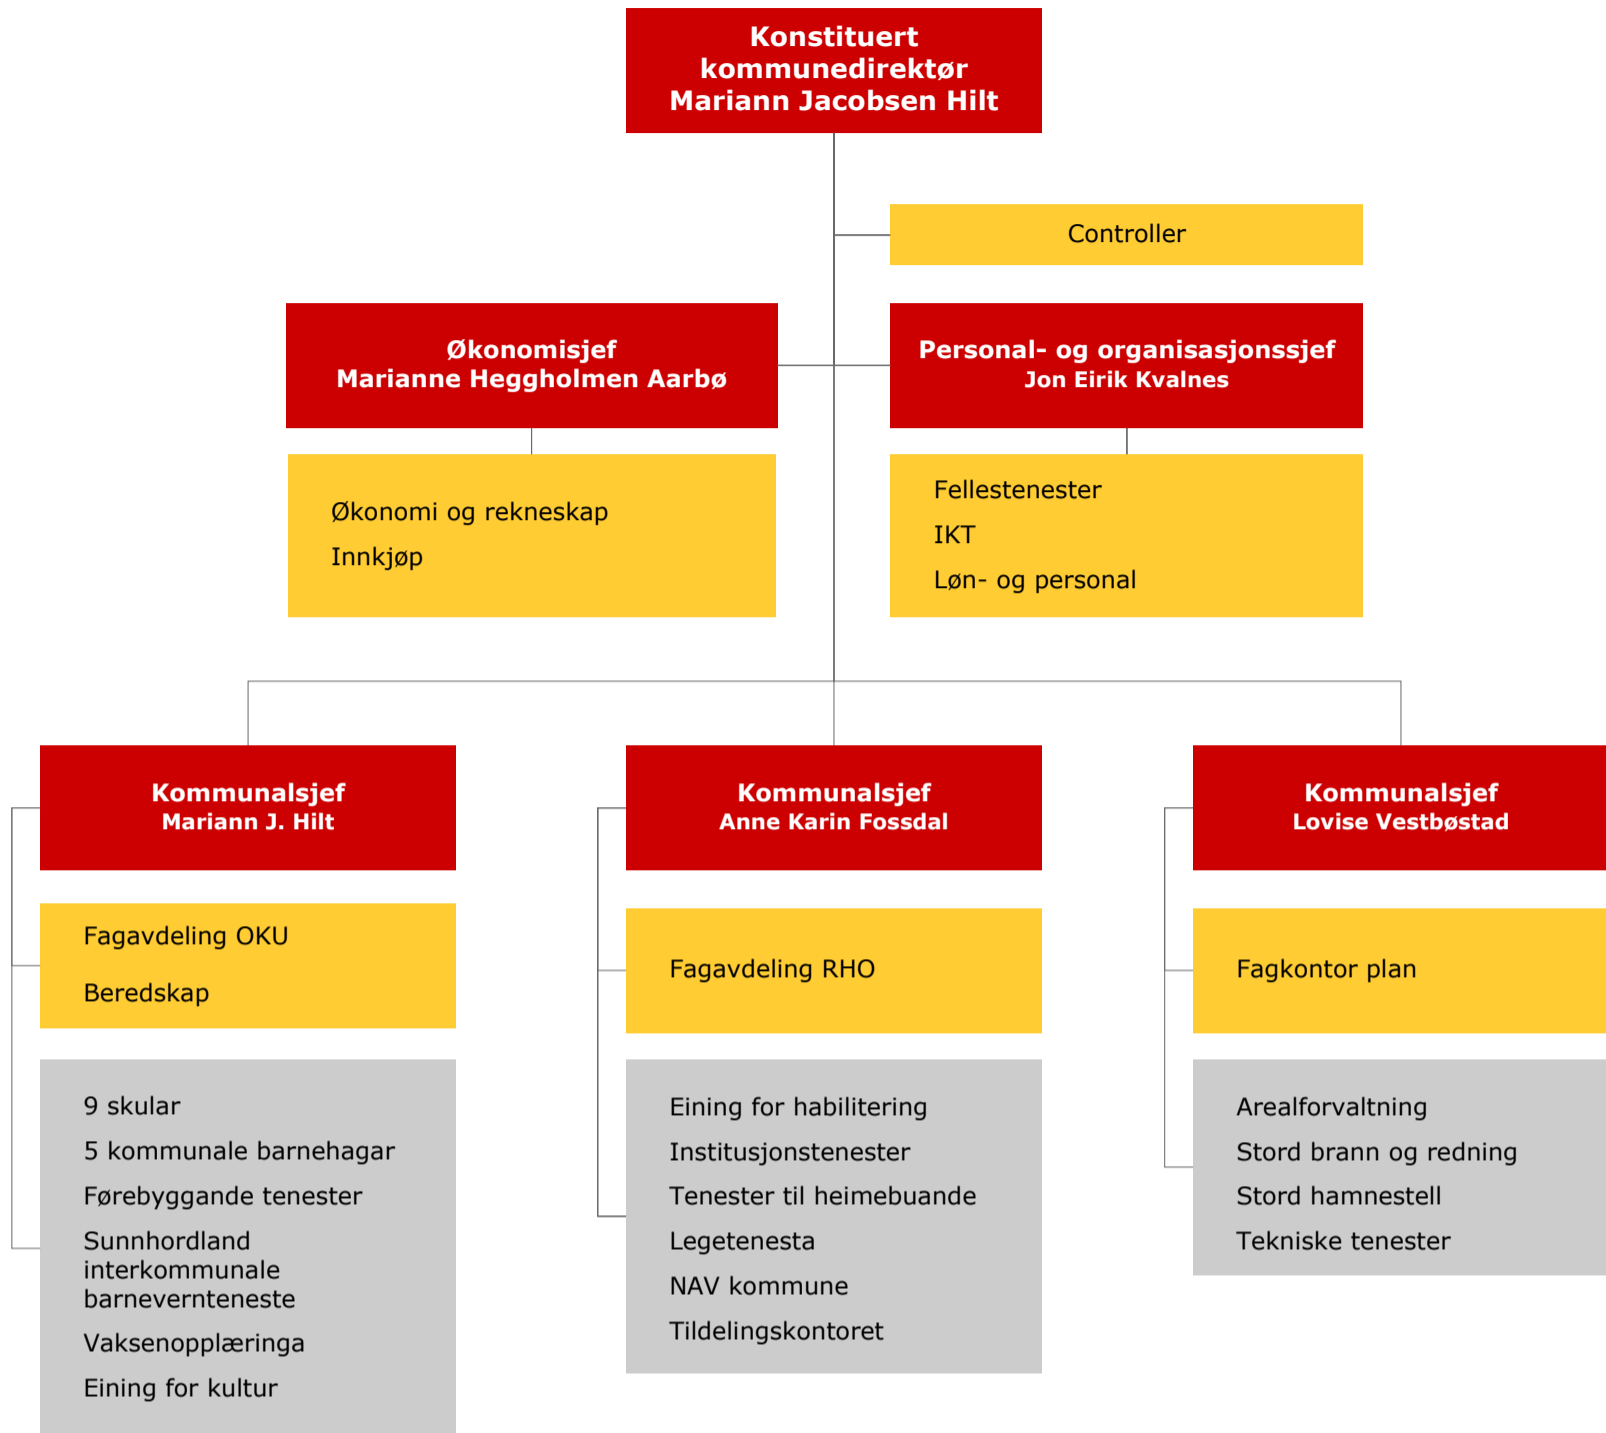 Konstituert
kommunedirektør
Mariann Jacobsen Hilt
Controller
Økonomisjef
Marianne Heggholmen Aarbø
Personal- og organisasjonssjef
Jon Eirik Kvalnes
Økonomi og rekneskap
Innkjøp
Fellestenester
IKT
Løn- og personal
Kommunalsjef
Mariann J. Hilt
Fagavdeling OKU
Beredskap
9 skular
5 kommunale barnehagar
Førebyggande tenester
Sunnhordland
interkommunale
barnevernteneste
Vaksenopplæringa
Eining for kultur
Kommunalsjef
Anne Karin Fossdal
Fagavdeling RHO
Eining for habilitering
Institusjonstenester
Tenester til heimebuande
Legetenesta
NAV kommune
Tildelingskontoret
Kommunalsjef
Lovise Vestbøstad
Fagkontor plan
Arealforvaltning
Stord brann og redning
Stord hamnestell
Tekniske tenester